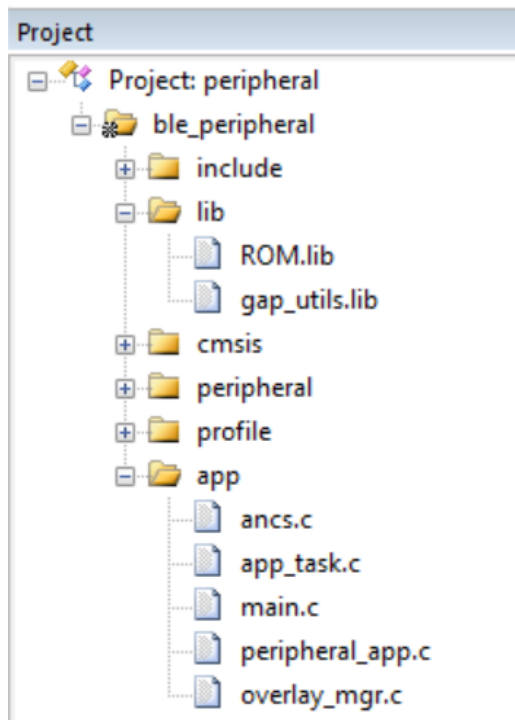 Project
Project: peripheral
ble_peripheral
include
lib
ROM.lib
gap_utils.lib
cmsis
peripheral
profile
app
ancs.c
app_task.c
main.c
peripheral_app.c
overlay_mgr.c